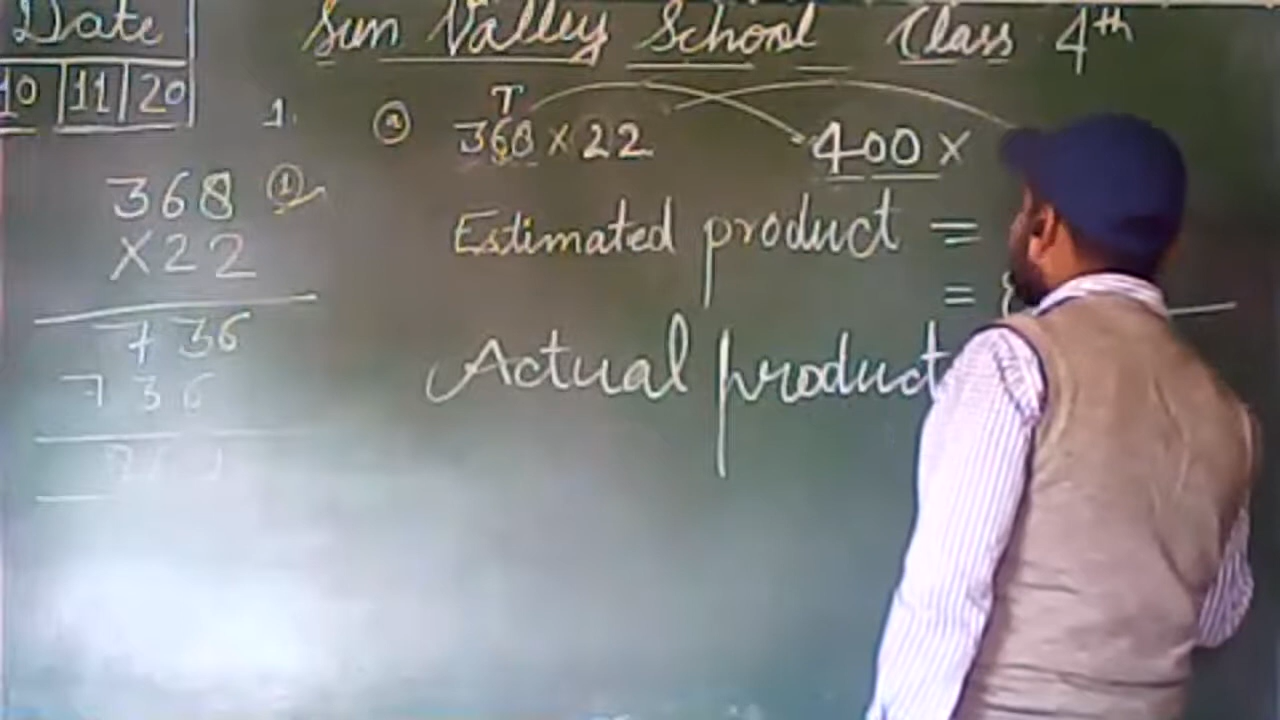 Date
10 11 20
Sun Valley School Class 4th
1. (a) 368 × 22 400 ×
T
Estimated product =
=
Actual product
368 (1)
×22
736
736